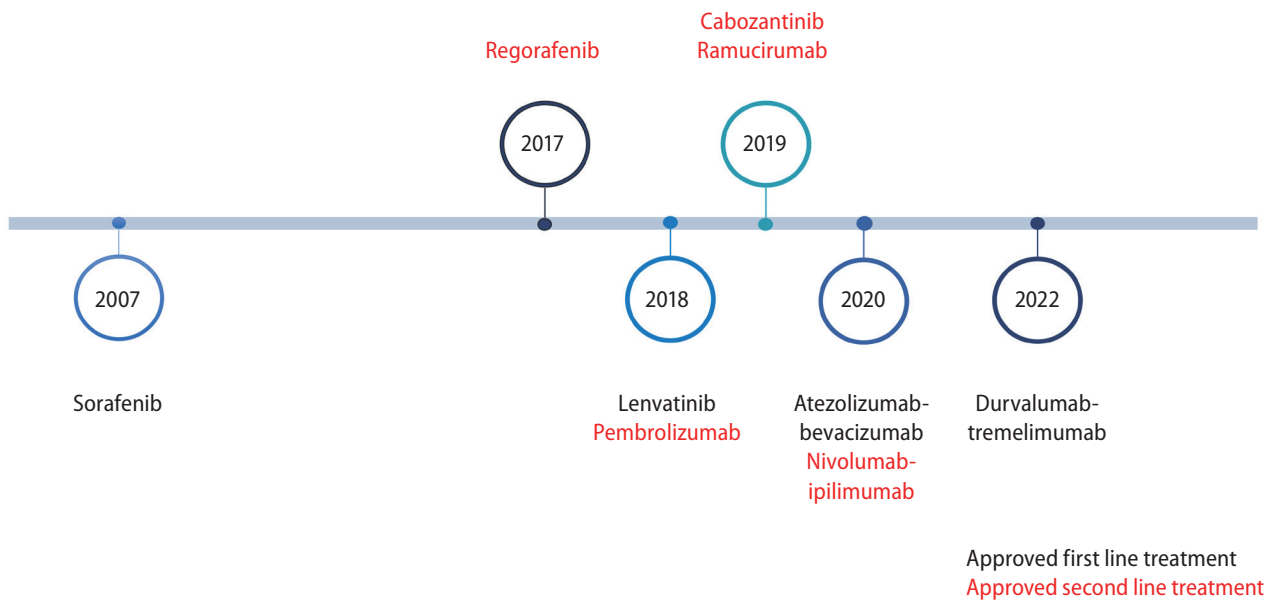 Cabozantinib
Regorafenib
Ramucirumab
2017
2019
2007
2018
2020
2022
Sorafenib
Lenvatinib
Pembrolizumab
Atezolizumab-
bevacizumab
Nivolumab-
ipilimumab
Durvalumab-
tremelimumab
Approved first line treatment
Approved second line treatment